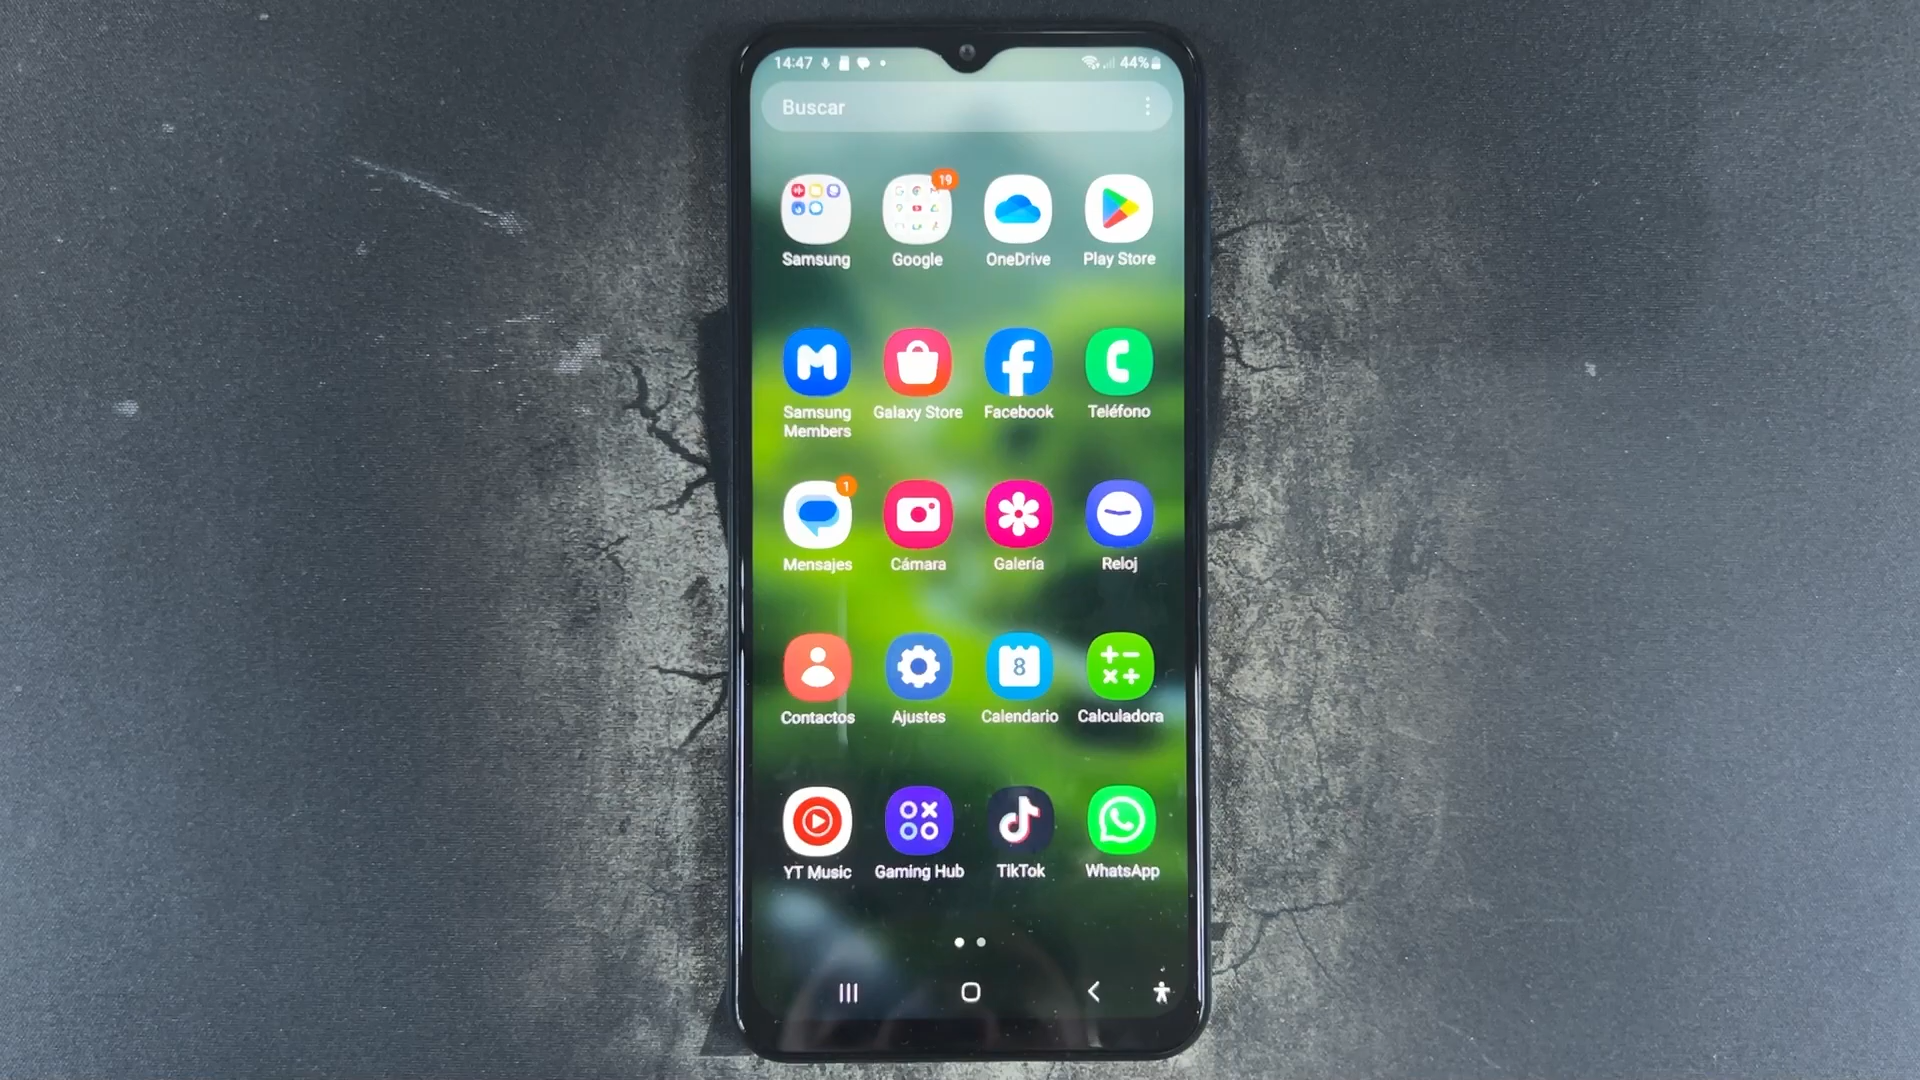 14:47
44%
Buscar
19
Samsung
Google
OneDrive
Play Store
Samsung
Members
Galaxy Store
Facebook
Teléfono
1
Mensajes
Cámara
Galería
Reloj
8
Contactos
Ajustes
Calendario
Calculadora
YT Music
Gaming Hub
TikTok
WhatsApp